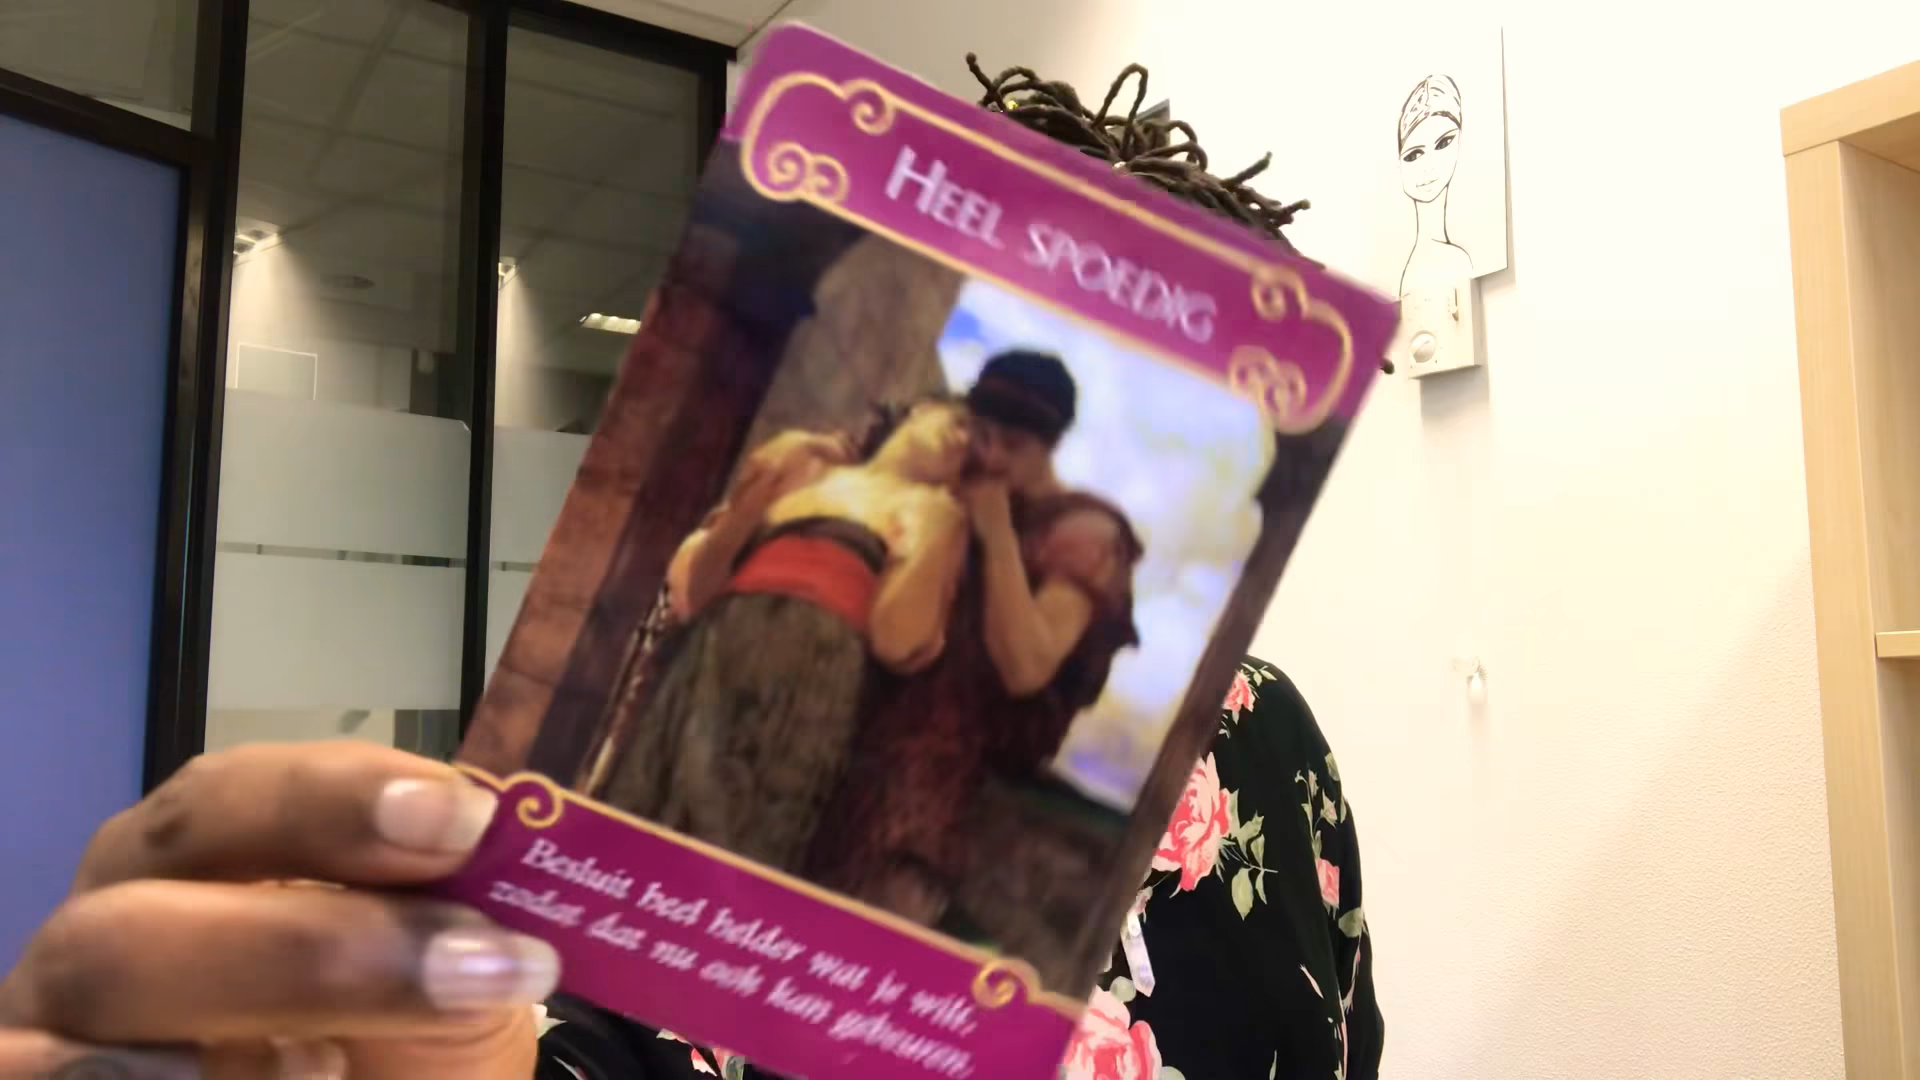 HEEL SPOEDIG
Besluit heel helder wat je wilt,
zodat dat nu ook kan gebeuren.